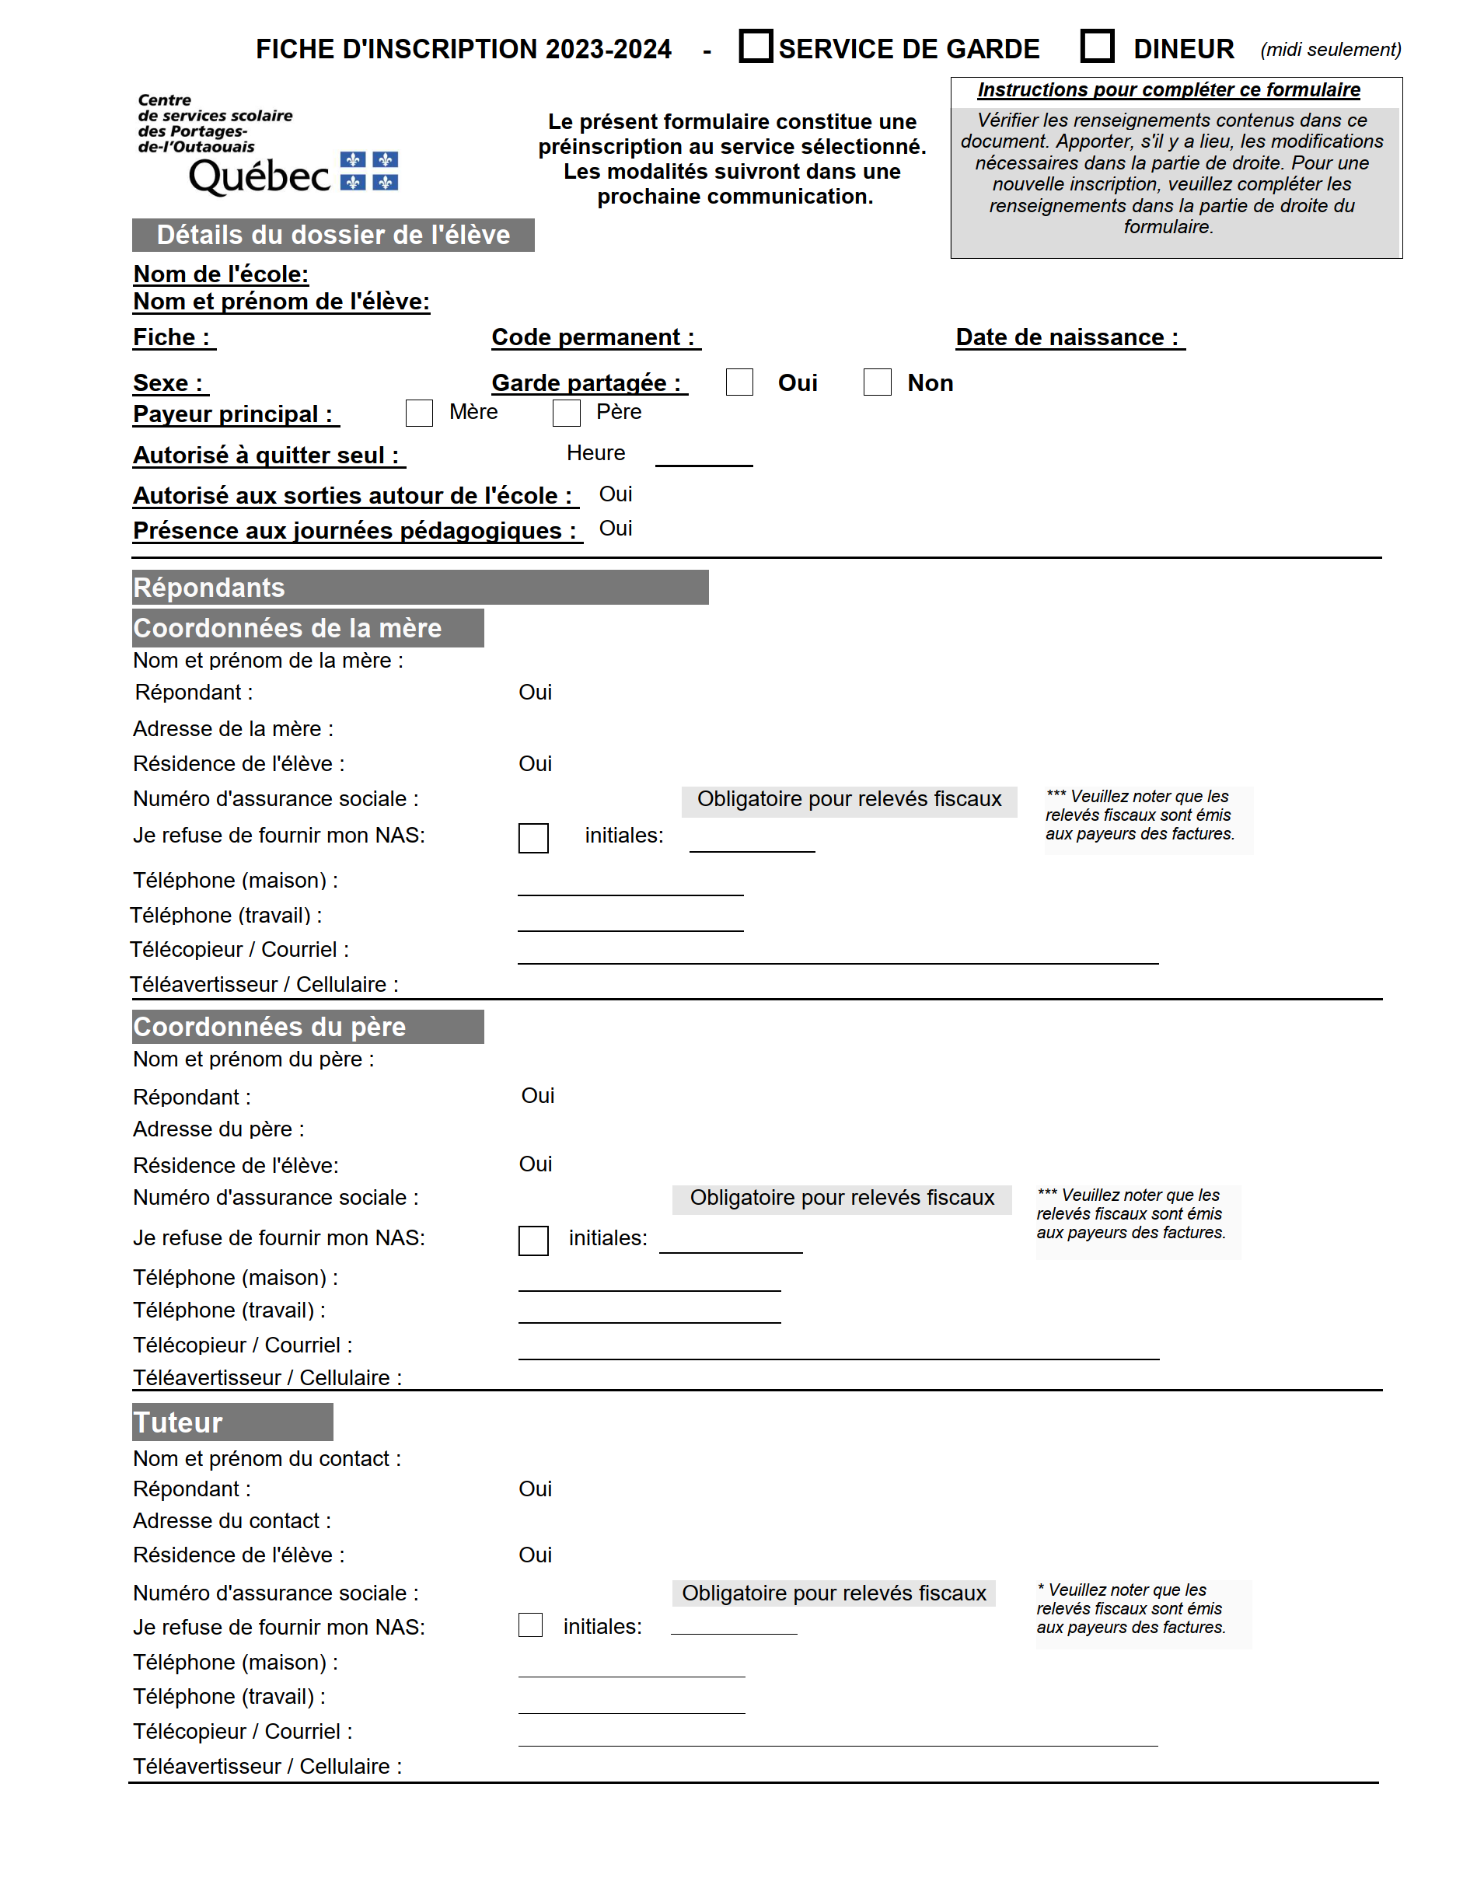 FICHE D'INSCRIPTION 2023-2024 - SERVICE DE GARDE DINEUR (midi seulement)
Centre
de services scolaire
des Portages-
de-l'Outaouais
Québec
Le présent formulaire constitue une
préinscription au service sélectionné.
Les modalités suivront dans une
prochaine communication.
Instructions pour compléter ce formulaire
Vérifier les renseignements contenus dans ce
document. Apporter, s'il y a lieu, les modifications
nécessaires dans la partie de droite. Pour une
nouvelle inscription, veuillez compléter les
renseignements dans la partie de droite du
formulaire.
Détails du dossier de l'élève
Nom de l'école:
Nom et prénom de l'élève:
Fiche : Code permanent : Date de naissance :
Sexe : Garde partagée : Oui Non
Payeur principal : Mère Père
Autorisé à quitter seul : Heure
Autorisé aux sorties autour de l'école : Oui
Présence aux journées pédagogiques : Oui
Répondants
Coordonnées de la mère
Nom et prénom de la mère :
Répondant : Oui
Adresse de la mère :
Résidence de l'élève : Oui
Numéro d'assurance sociale : Obligatoire pour relevés fiscaux
*** Veuillez noter que les
relevés fiscaux sont émis
aux payeurs des factures.
Je refuse de fournir mon NAS: initiales:
Téléphone (maison) :
Téléphone (travail) :
Télécopieur / Courriel :
Téléavertisseur / Cellulaire :
Coordonnées du père
Nom et prénom du père :
Répondant : Oui
Adresse du père :
Résidence de l'élève: Oui
Numéro d'assurance sociale : Obligatoire pour relevés fiscaux
*** Veuillez noter que les
relevés fiscaux sont émis
aux payeurs des factures.
Je refuse de fournir mon NAS: initiales:
Téléphone (maison) :
Téléphone (travail) :
Télécopieur / Courriel :
Téléavertisseur / Cellulaire :
Tuteur
Nom et prénom du contact :
Répondant : Oui
Adresse du contact :
Résidence de l'élève : Oui
Numéro d'assurance sociale : Obligatoire pour relevés fiscaux
* Veuillez noter que les
relevés fiscaux sont émis
aux payeurs des factures.
Je refuse de fournir mon NAS: initiales:
Téléphone (maison) :
Téléphone (travail) :
Télécopieur / Courriel :
Téléavertisseur / Cellulaire :